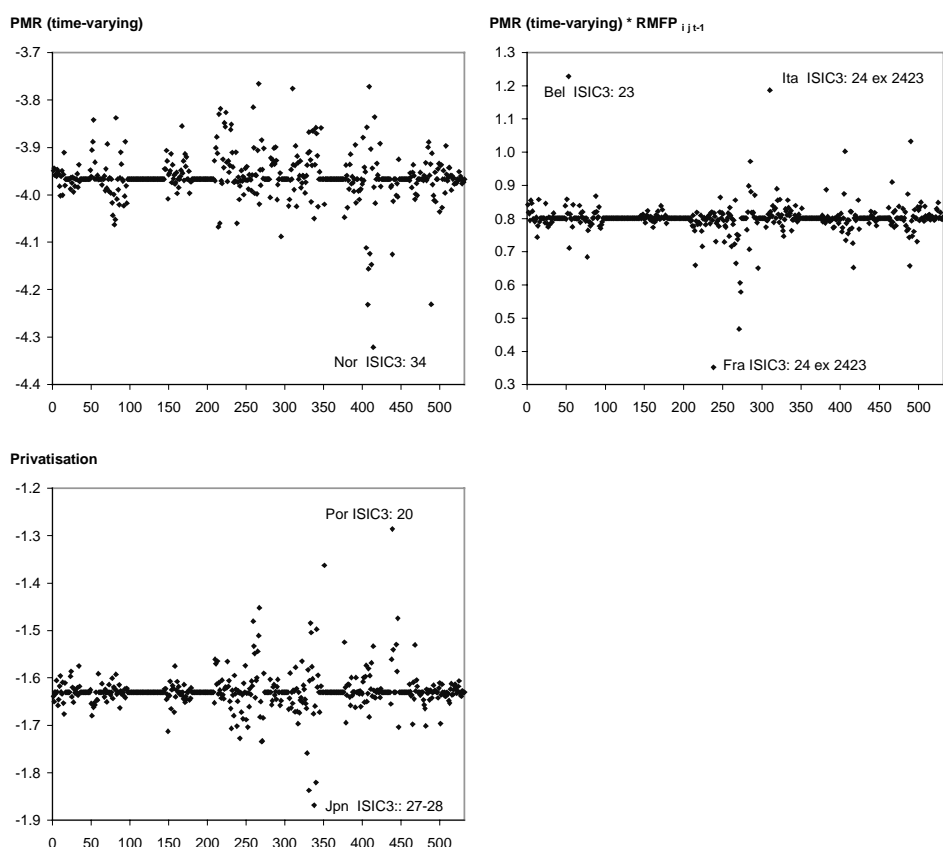 PMR (time-varying)
-3.7
-3.8
-3.9
-4.0
-4.1
-4.2
-4.3
-4.4
Nor ISIC3: 34
0 50 100 150 200 250 300 350 400 450 500
PMR (time-varying) * RMFP i j t-1
1.3
1.2
1.1
1.0
0.9
0.8
0.7
0.6
0.5
0.4
0.3
Bel ISIC3: 23
Ita ISIC3: 24 ex 2423
Fra ISIC3: 24 ex 2423
0 50 100 150 200 250 300 350 400 450 500
Privatisation
-1.2
-1.3
-1.4
-1.5
-1.6
-1.7
-1.8
-1.9
Por ISIC3: 20
Jpn ISIC3:: 27-28
0 50 100 150 200 250 300 350 400 450 500